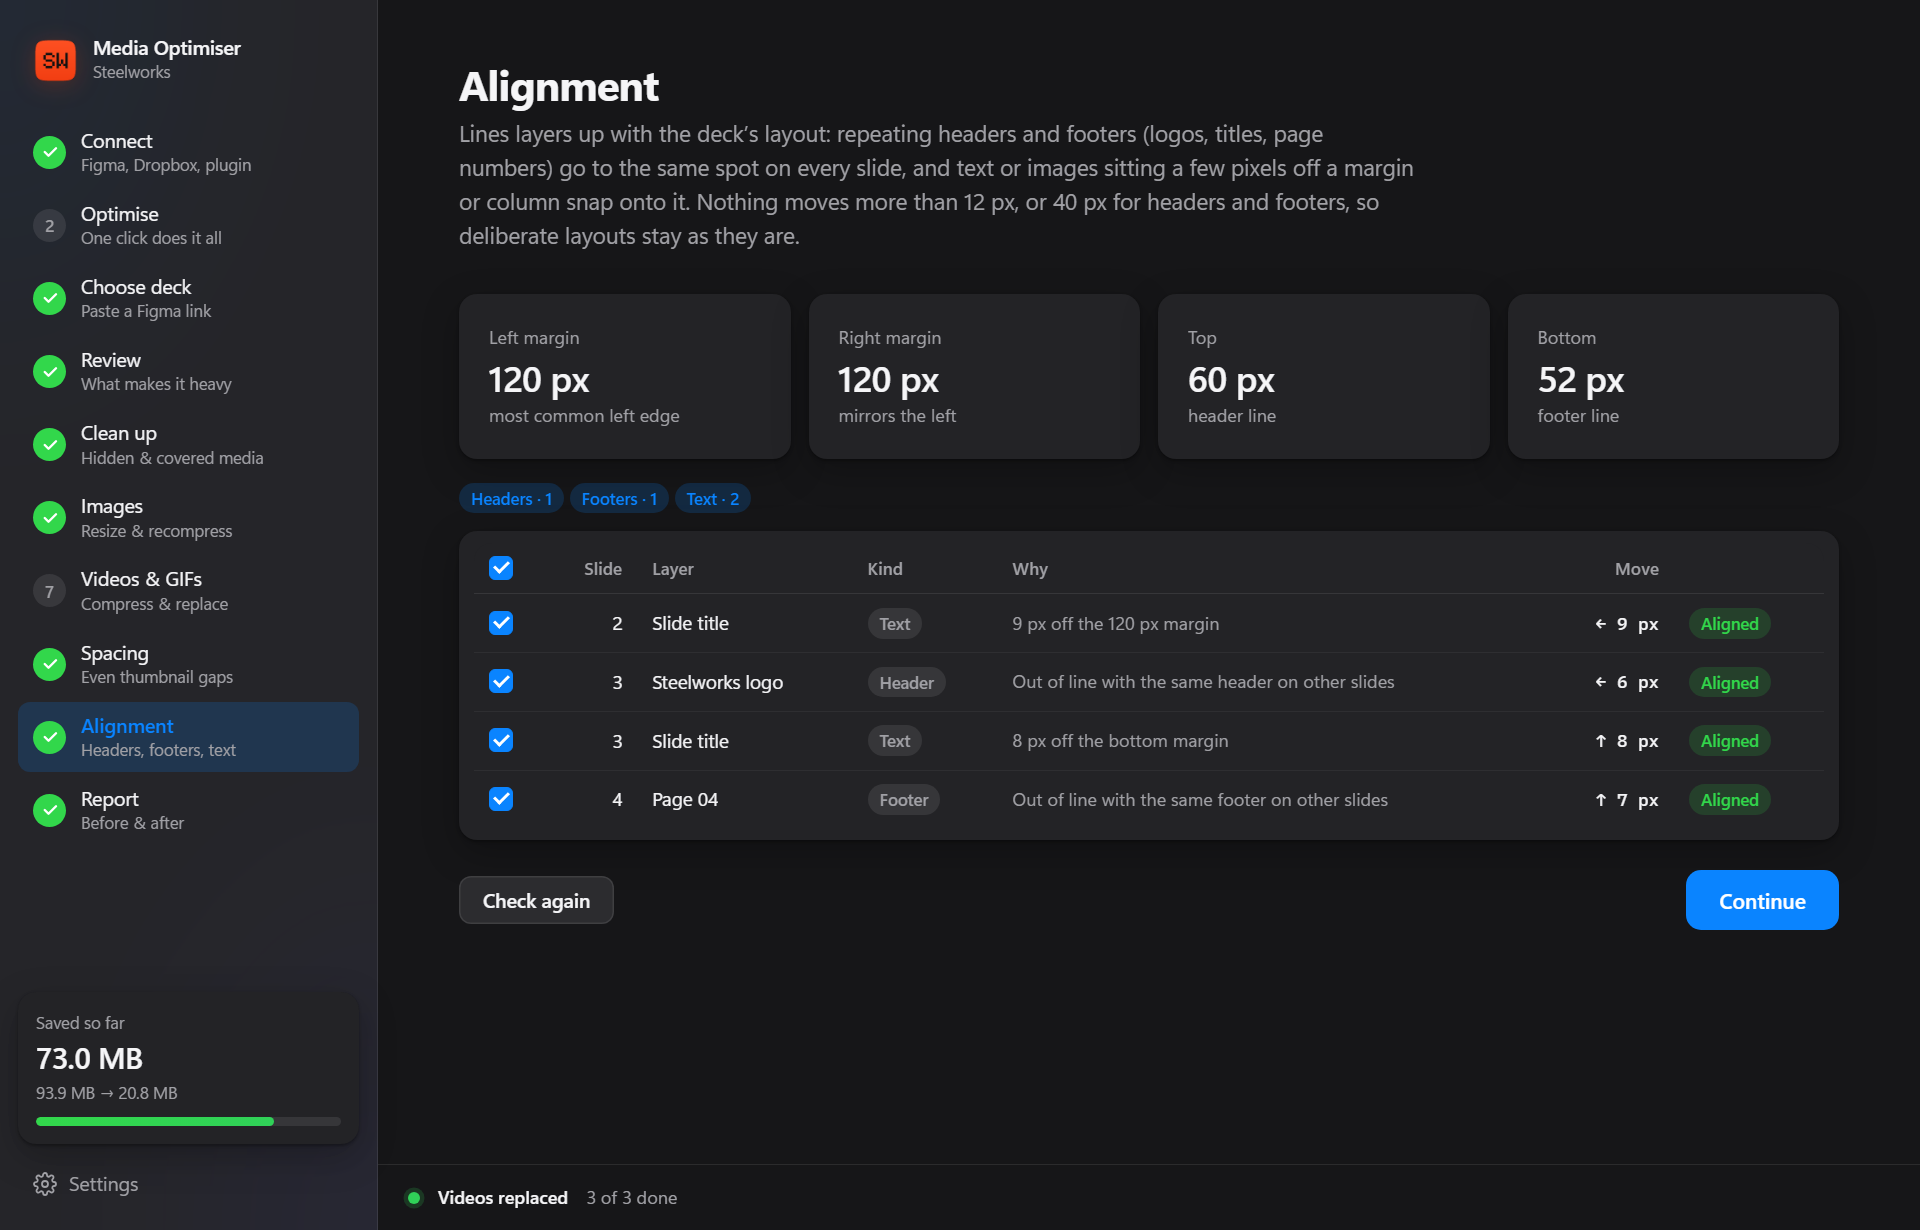 SW
Media Optimiser
Steelworks
Connect
Figma, Dropbox, plugin
2
Optimise
One click does it all
Choose deck
Paste a Figma link
Review
What makes it heavy
Clean up
Hidden & covered media
Images
Resize & recompress
7
Videos & GIFs
Compress & replace
Spacing
Even thumbnail gaps
Alignment
Headers, footers, text
Report
Before & after
Saved so far
73.0 MB
93.9 MB → 20.8 MB
Settings
Alignment
Lines layers up with the deck’s layout: repeating headers and footers (logos, titles, page
numbers) go to the same spot on every slide, and text or images sitting a few pixels off a margin
or column snap onto it. Nothing moves more than 12 px, or 40 px for headers and footers, so
deliberate layouts stay as they are.
Left margin
120 px
most common left edge
Right margin
120 px
mirrors the left
Top
60 px
header line
Bottom
52 px
footer line
Headers · 1 Footers · 1 Text · 2
Slide Layer Kind Why Move
2 Slide title Text 9 px off the 120 px margin ← 9 px Aligned
3 Steelworks logo Header Out of line with the same header on other slides ← 6 px Aligned
3 Slide title Text 8 px off the bottom margin ↑ 8 px Aligned
4 Page 04 Footer Out of line with the same footer on other slides ↑ 7 px Aligned
Check again
Continue
Videos replaced 3 of 3 done